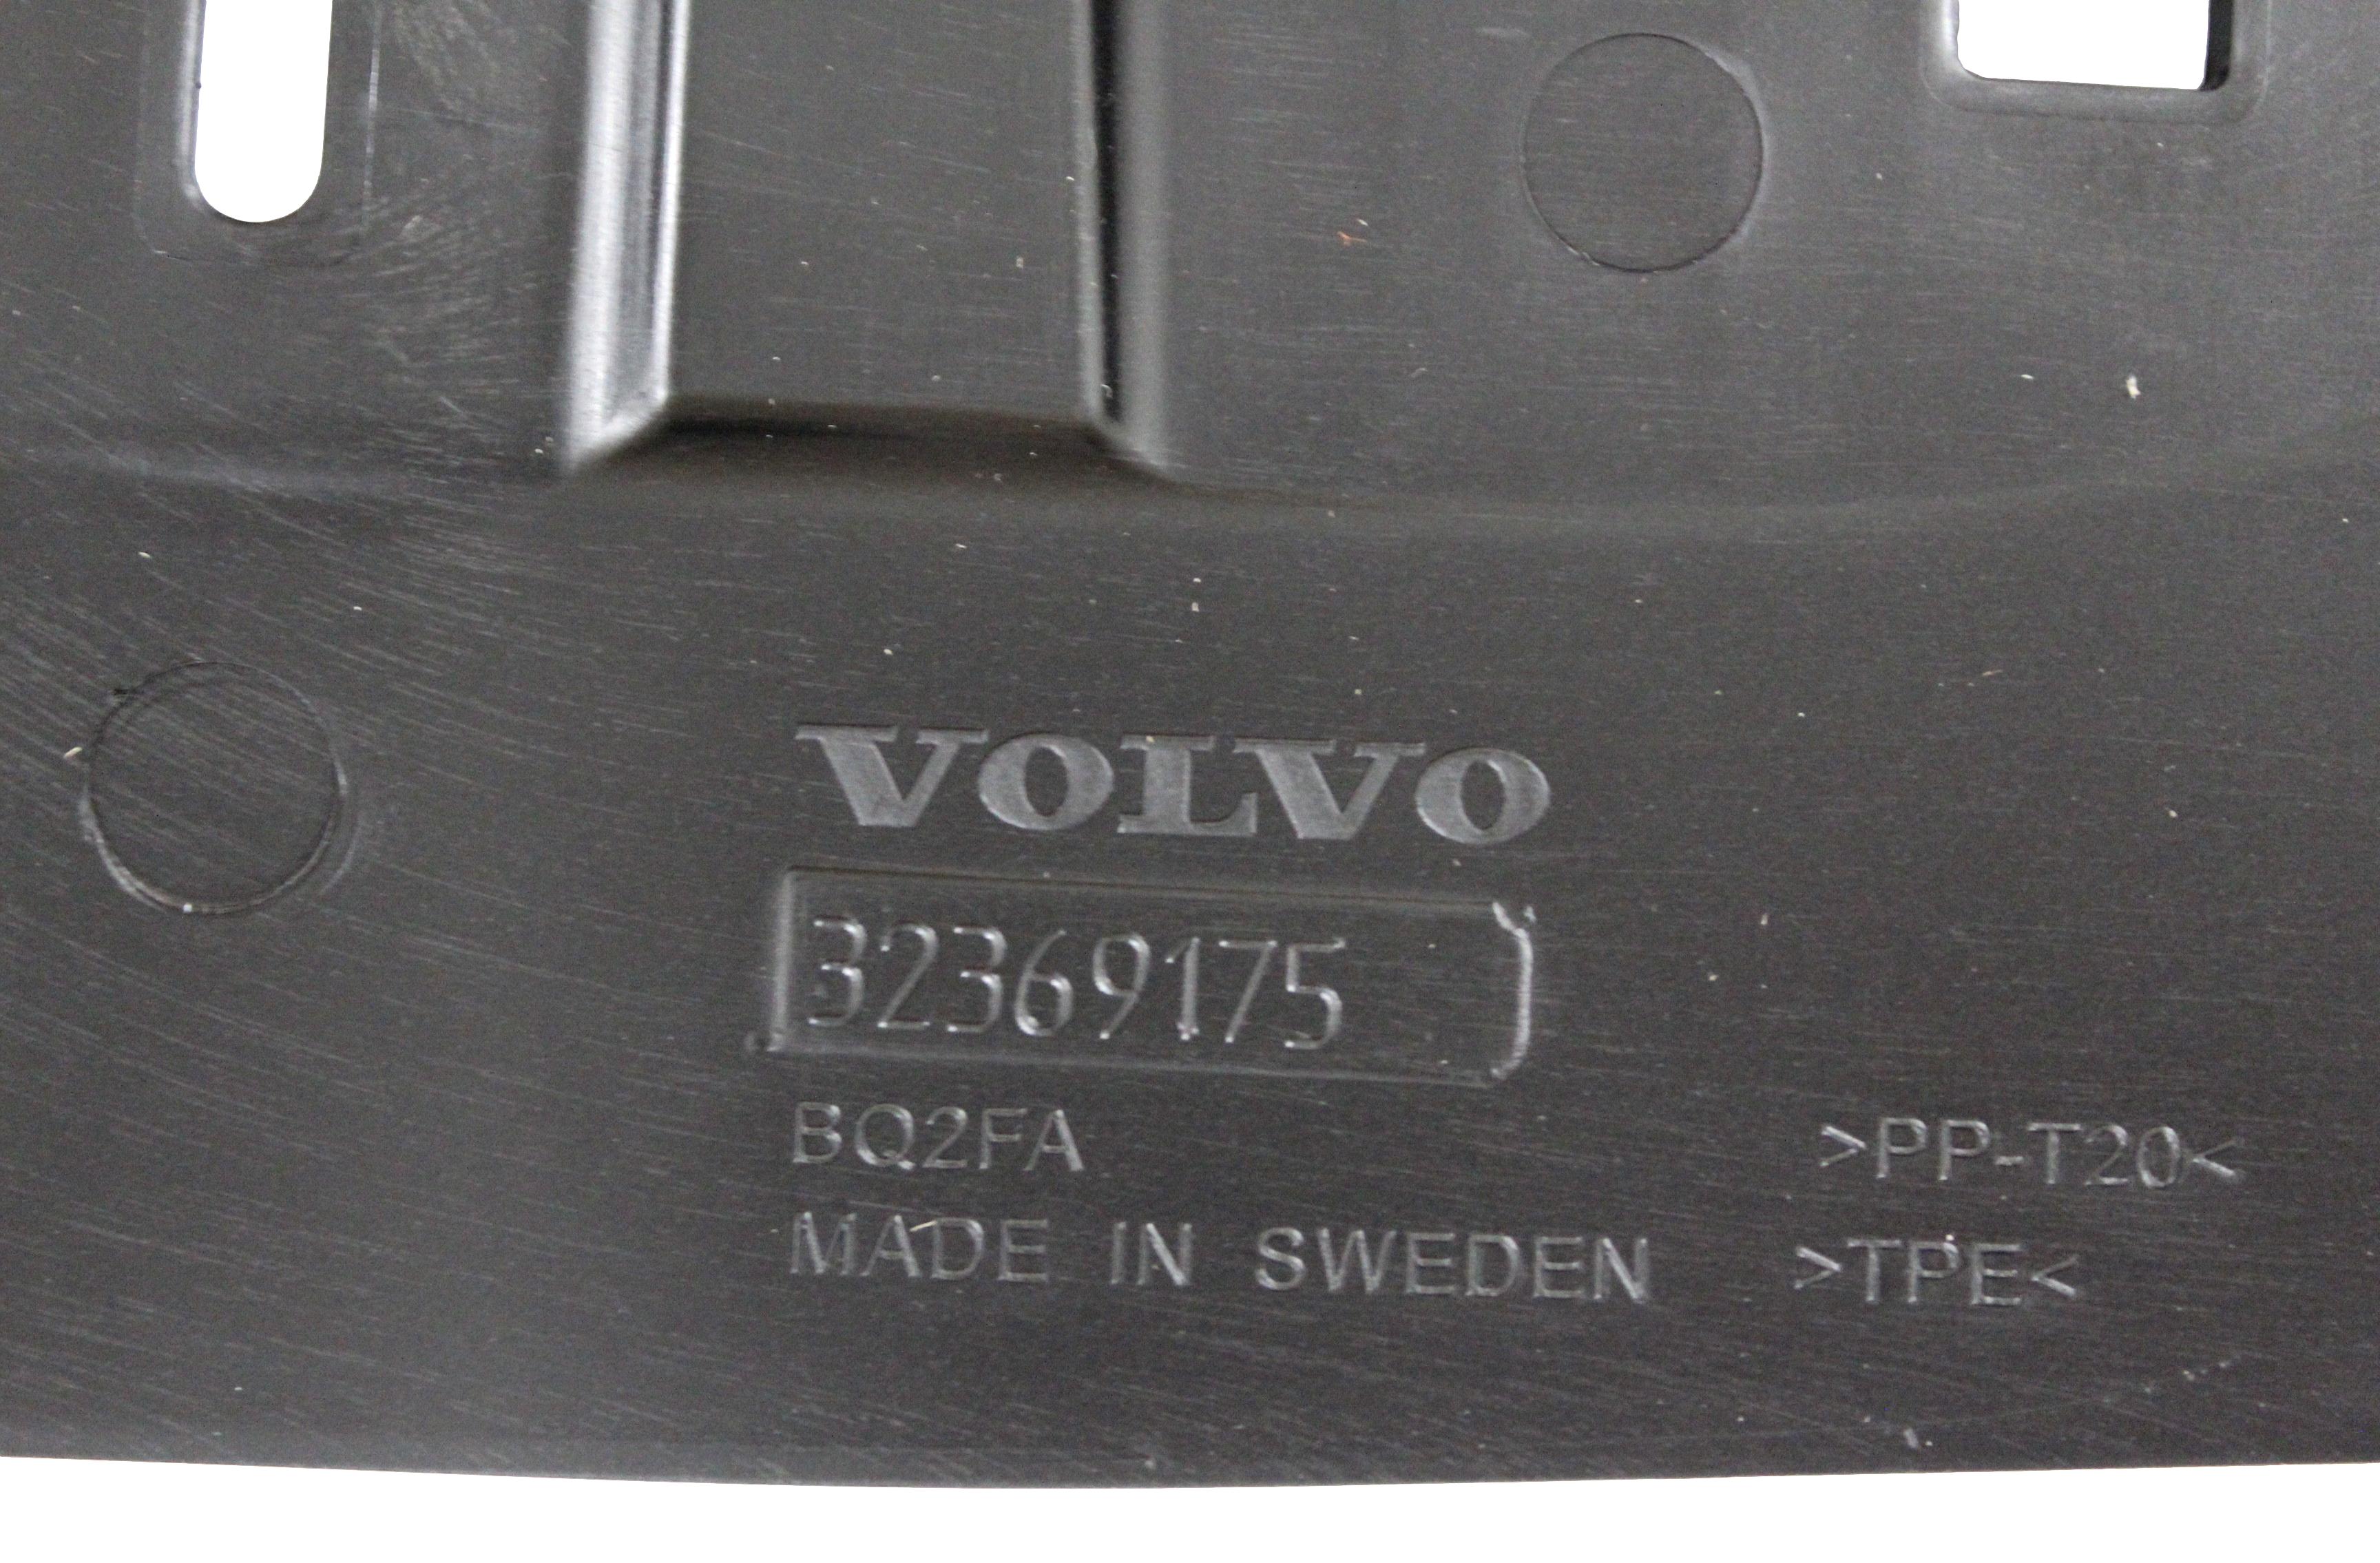 VOLVO
32369175
BQ2FA
>PP-T20<
MADE IN SWEDEN
>TPE<